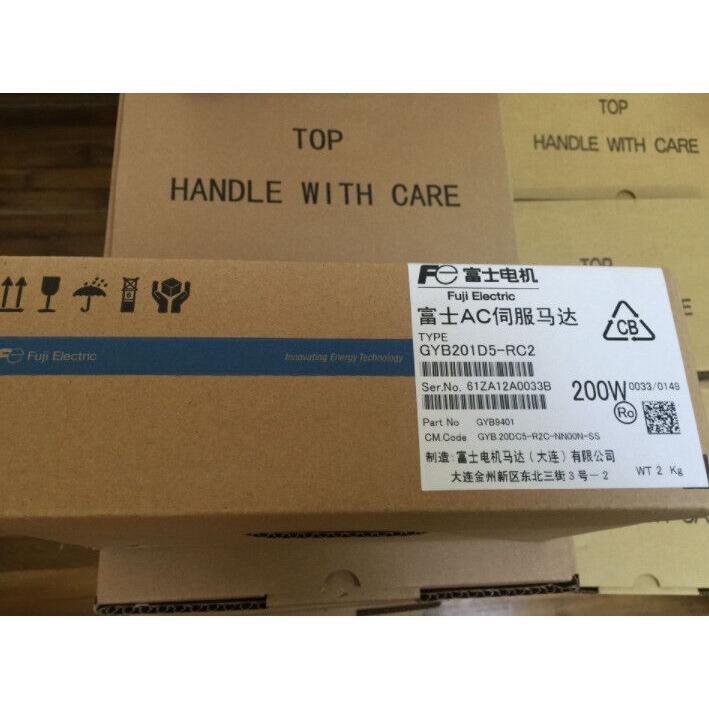 TOP
HANDLE WITH CARE
TOP
HANDLE WITH CARE
TOP
Fe 富士电机
Fuji Electric
富士AC伺服马达
TYPE
GYB201D5-RC2
Ser.No. 61ZA12A0033B
200W
0033/0149
CB
Ro
Part No GYB9401
CM.Code GYB.20DC5-R2C-NN00N-SS
制造:富士电机马达(大连)有限公司
大连金州新区东北三街3号-2
WT 2 Kg
6
Fe Fuji Electric
Innovating Energy Technology